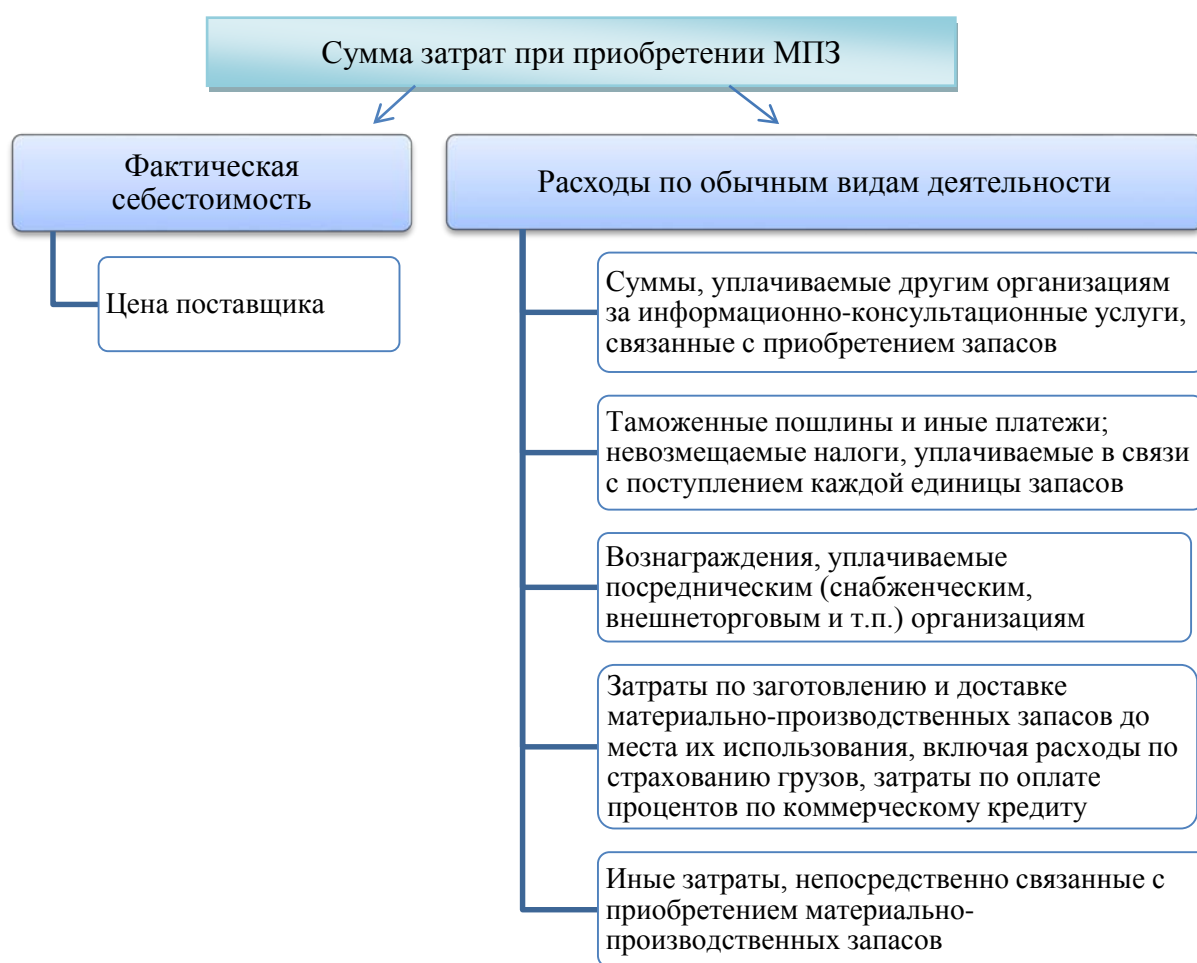 Сумма затрат при приобретении МПЗ
Фактическая
себестоимость
Цена поставщика
Расходы по обычным видам деятельности
Суммы, уплачиваемые другим организациям
за информационно-консультационные услуги,
связанные с приобретением запасов
Таможенные пошлины и иные платежи;
невозмещаемые налоги, уплачиваемые в связи
с поступлением каждой единицы запасов
Вознаграждения, уплачиваемые
посредническим (снабженческим,
внешнеторговым и т.п.) организациям
Затраты по заготовлению и доставке
материально-производственных запасов до
места их использования, включая расходы по
страхованию грузов, затраты по оплате
процентов по коммерческому кредиту
Иные затраты, непосредственно связанные с
приобретением материально-
производственных запасов